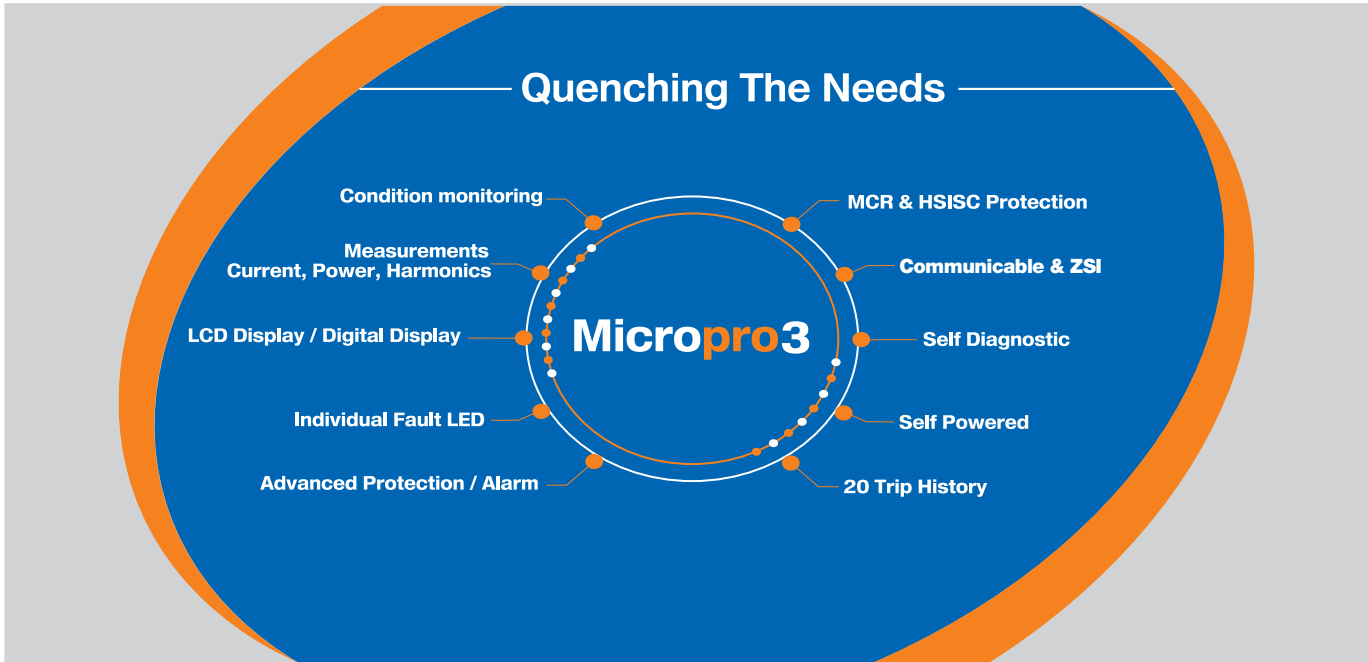 Quenching The Needs
Condition monitoring
Measurements
Current, Power, Harmonics
LCD Display / Digital Display
Individual Fault LED
Advanced Protection / Alarm
Micropro3
MCR & HSISC Protection
Communicable & ZSI
Self Diagnostic
Self Powered
20 Trip History